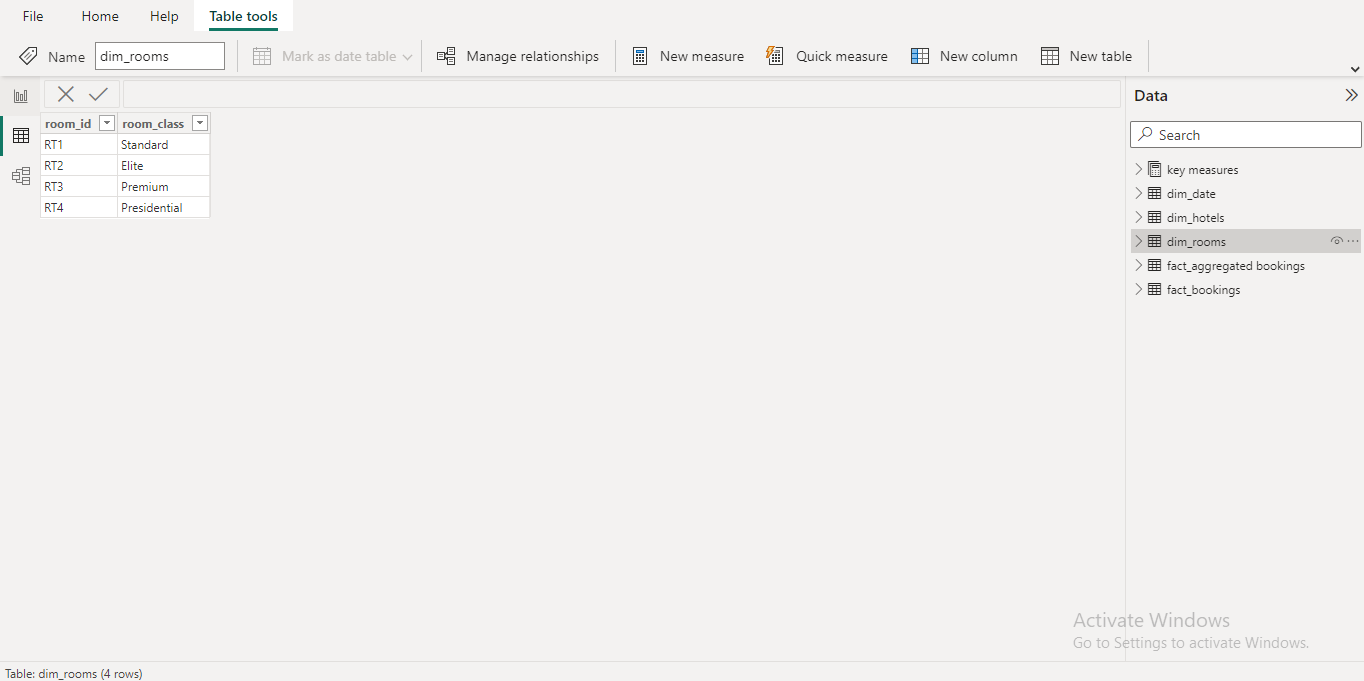 File Home Help Table tools
Name dim_rooms Mark as date table Manage relationships New measure Quick measure New column New table
Data
room_id room_class
RT1 Standard
RT2 Elite
RT3 Premium
RT4 Presidential
Search
key measures
dim_date
dim_hotels
dim_rooms
fact_aggregated bookings
fact_bookings
Activate Windows
Go to Settings to activate Windows.
Table: dim_rooms (4 rows)